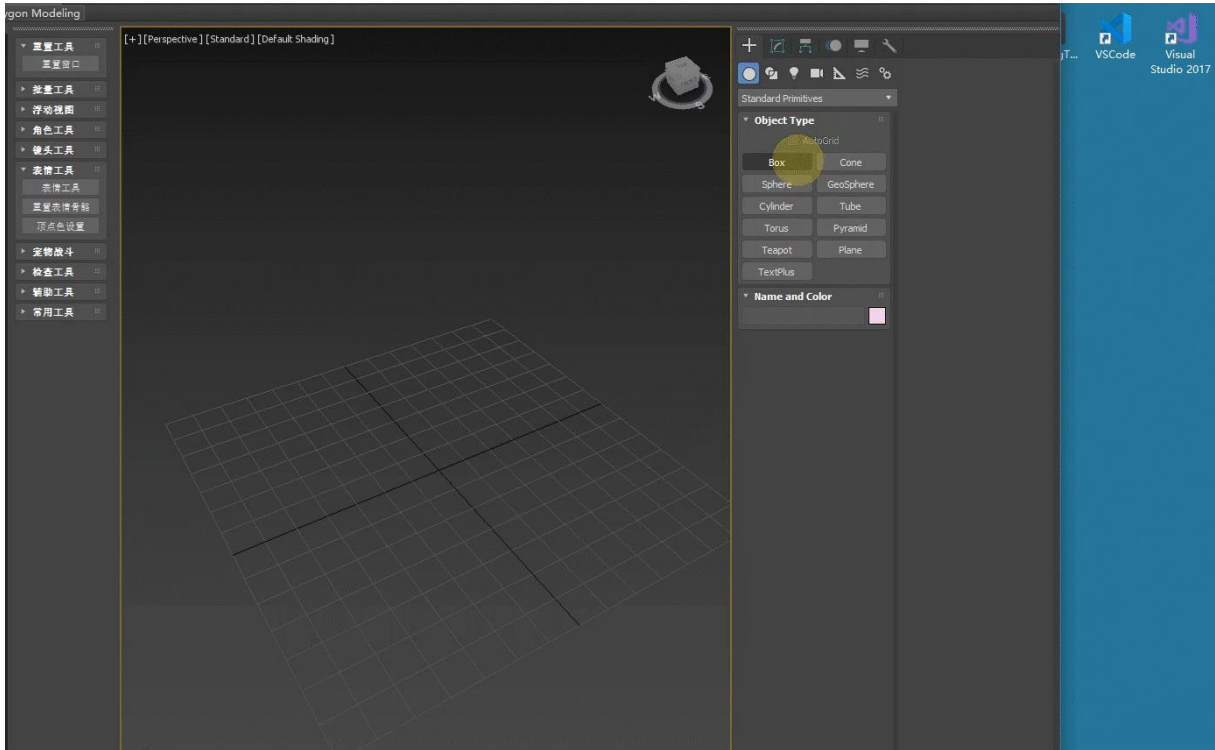 ygon Modeling
重置工具
重置窗口
批量工具
浮动视图
角色工具
镜头工具
表情工具
表情工具
重置表情骨骼
顶点色设置
宠物战斗
检查工具
辅助工具
常用工具
[+] [Perspective ] [Standard ] [Default Shading ]
Standard Primitives
Object Type
AutoGrid
Box
Cone
Sphere
GeoSphere
Cylinder
Tube
Torus
Pyramid
Teapot
Plane
TextPlus
Name and Color
gT...
VSCode
Visual
Studio 2017